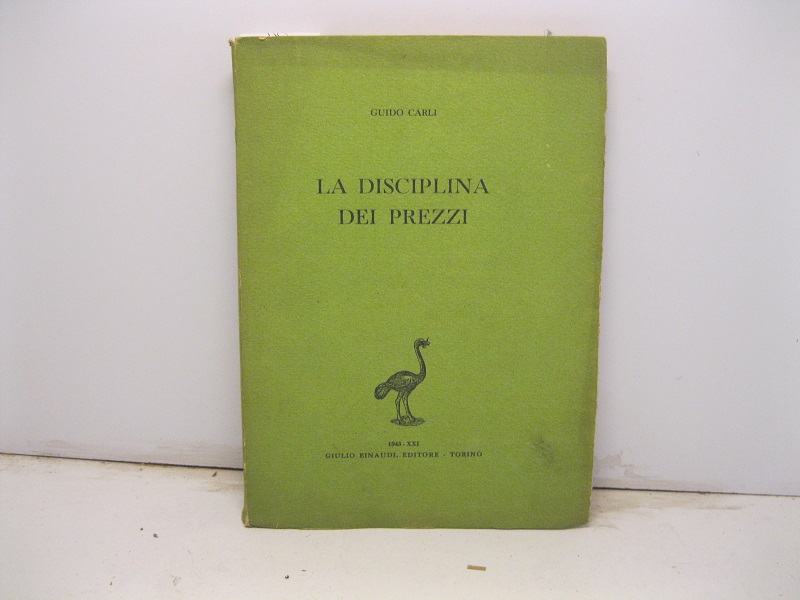 GUIDO CARLI
LA DISCIPLINA
DEI PREZZI
1943 - XXI
GIULIO EINAUDI, EDITORE - TORINO